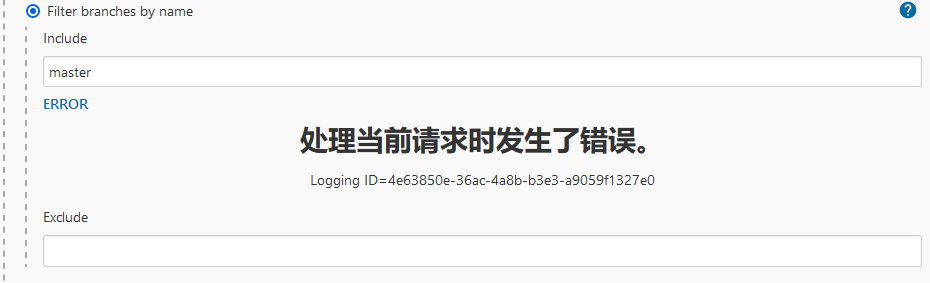 Filter branches by name
?
Include
master
ERROR
处理当前请求时发生了错误。
Logging ID=4e63850e-36ac-4a8b-b3e3-a9059f1327e0
Exclude